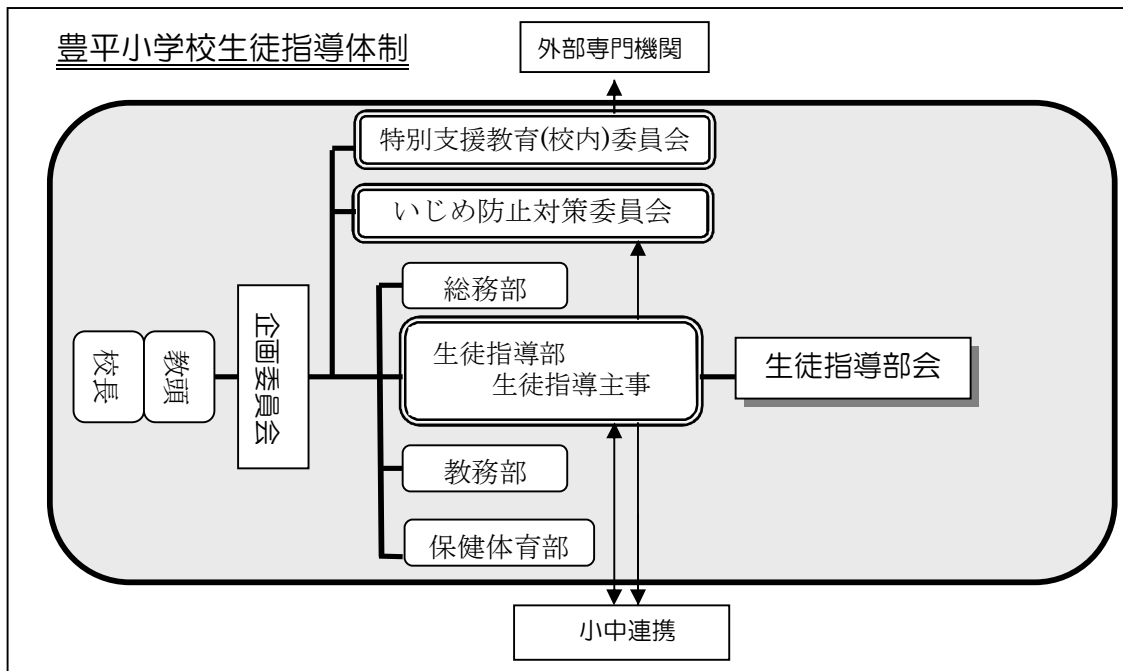 豊平小学校生徒指導体制
外部専門機関
特別支援教育(校内)委員会
いじめ防止対策委員会
総務部
校長
教頭
企画委員会
生徒指導部
生徒指導主事
生徒指導部会
教務部
保健体育部
小中連携